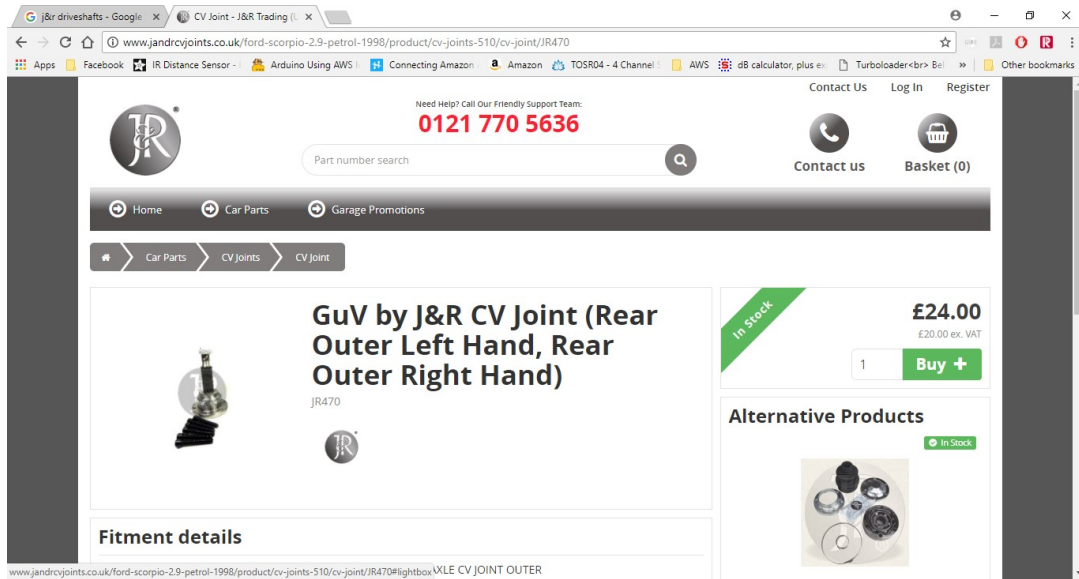 j&r driveshafts - Google
CV Joint - J&R Trading (L
www.jandrcvjoints.co.uk/ford-scorpio-2.9-petrol-1998/product/cv-joints-510/cv-joint/JR470
Apps Facebook IR Distance Sensor - Arduino Using AWS Connecting Amazon Amazon TOSR04 - 4 Channel AWS dB calculator, plus ex Turboloader<br> Bel » Other bookmarks
Contact Us Log In Register
Need Help? Call Our Friendly Support Team:
0121 770 5636
Part number search
Contact us
Basket (0)
Home Car Parts Garage Promotions
Car Parts CV Joints CV Joint
GuV by J&R CV Joint (Rear
Outer Left Hand, Rear
Outer Right Hand)
JR470
JR
In Stock
£24.00
£20.00 ex. VAT
1 Buy +
Alternative Products
In Stock
Fitment details
AXLE CV JOINT OUTER
www.jandrcvjoints.co.uk/ford-scorpio-2.9-petrol-1998/product/cv-joints-510/cv-joint/JR470#lightbox